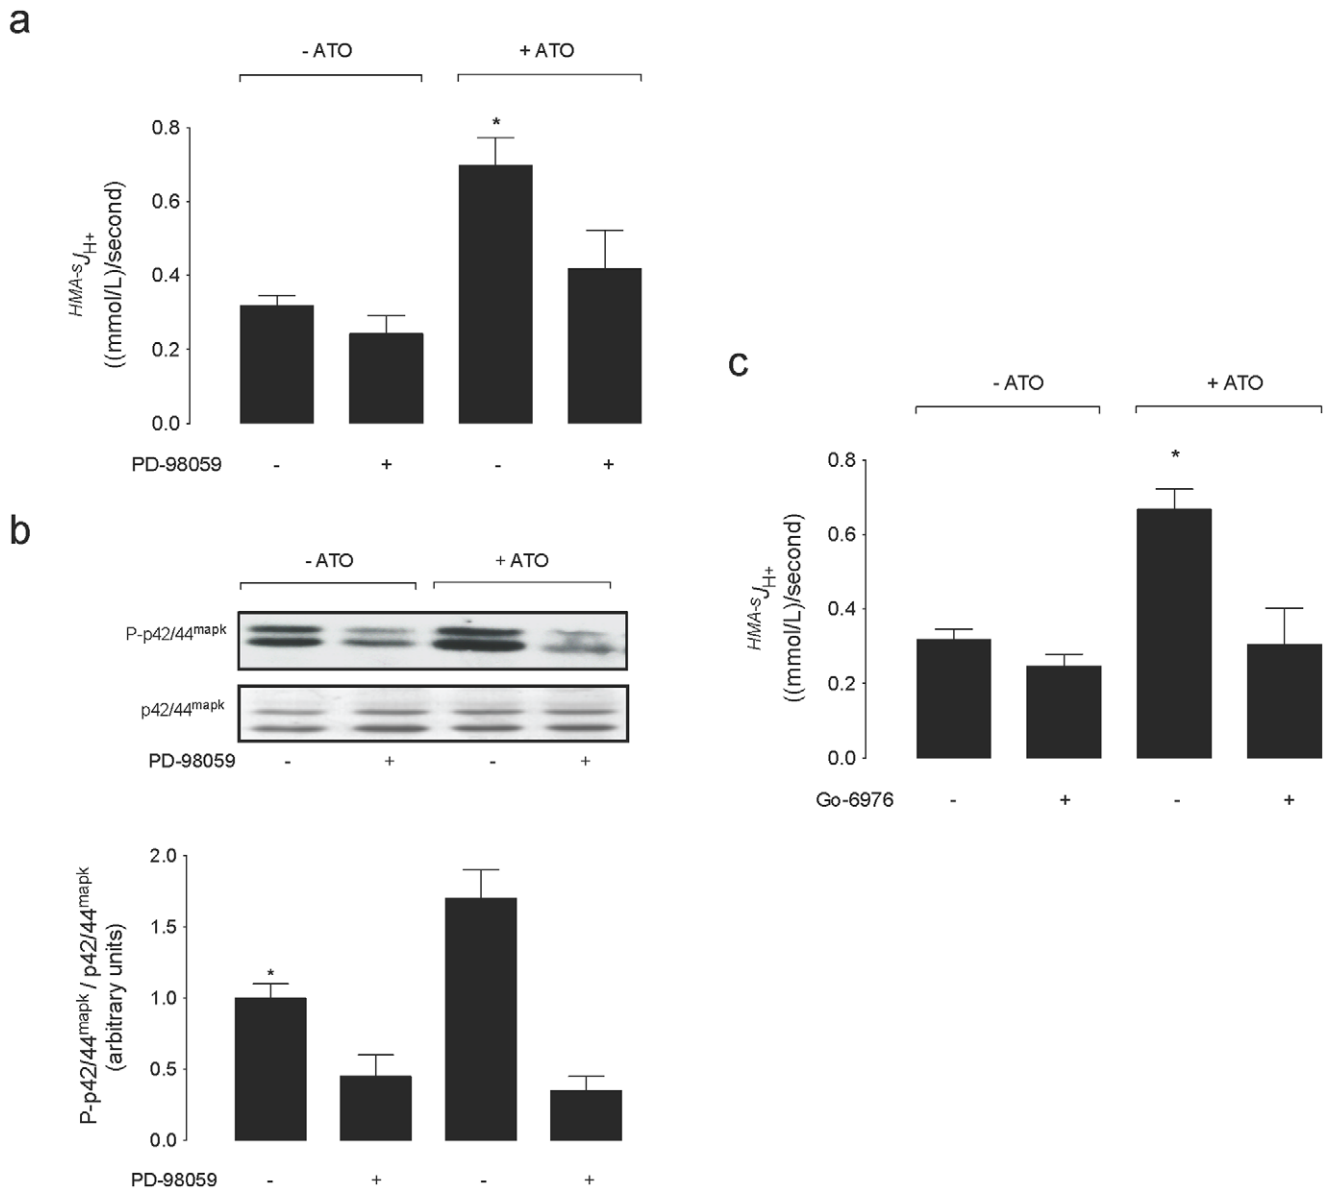 a
- ATO + ATO
*
0.8
0.6
0.4
0.2
0.0
HMA-sJH+
((mmol/L)/second)
PD-98059 - + - +
b
- ATO + ATO
P-p42/44mapk
p42/44mapk
PD-98059 - + - +
2.0
1.5
1.0
0.5
0.0
*
P-p42/44mapk / p42/44mapk
(arbitrary units)
PD-98059 - + - +
c
- ATO + ATO
*
0.8
0.6
0.4
0.2
0.0
HMA-sJH+
((mmol/L)/second)
Go-6976 - + - +